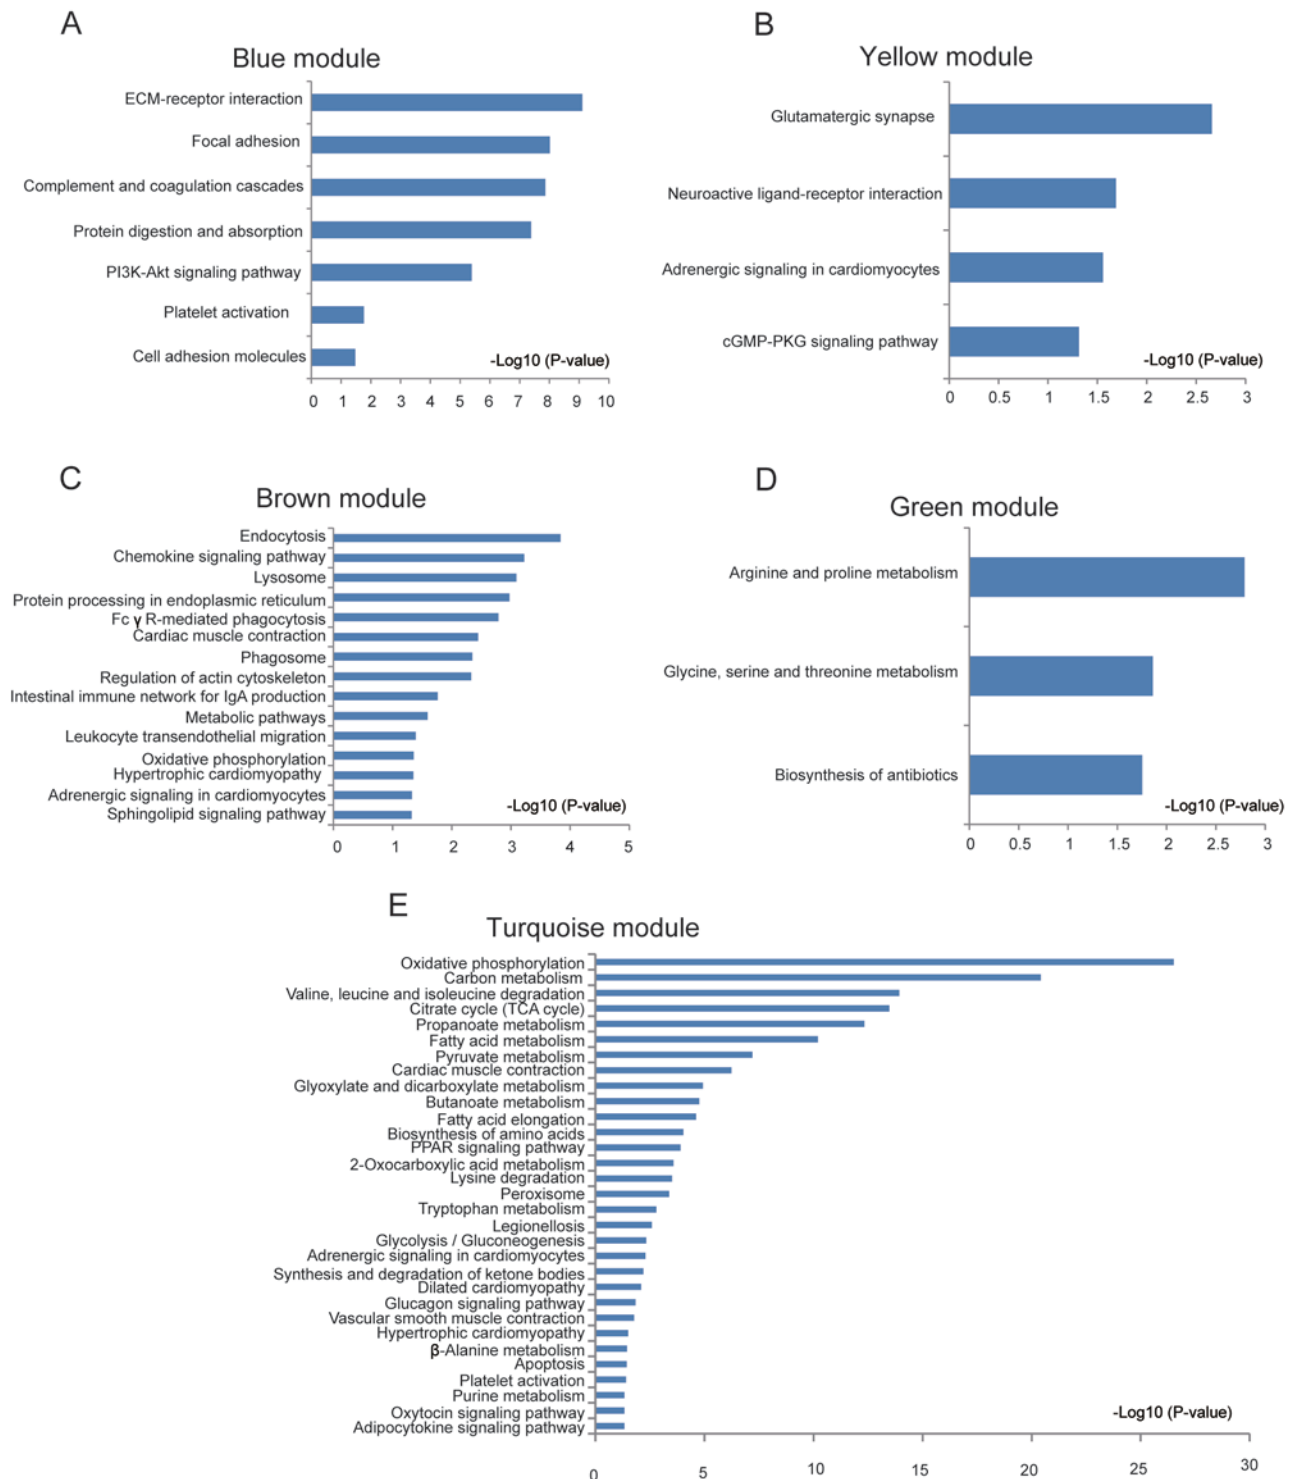 A
Blue module
ECM-receptor interaction
Focal adhesion
Complement and coagulation cascades
Protein digestion and absorption
PI3K-Akt signaling pathway
Platelet activation
Cell adhesion molecules
-Log10 (P-value)
0 1 2 3 4 5 6 7 8 9 10
B
Yellow module
Glutamatergic synapse
Neuroactive ligand-receptor interaction
Adrenergic signaling in cardiomyocytes
cGMP-PKG signaling pathway
-Log10 (P-value)
0 0.5 1 1.5 2 2.5 3
C
Brown module
Endocytosis
Chemokine signaling pathway
Lysosome
Protein processing in endoplasmic reticulum
Fc γ R-mediated phagocytosis
Cardiac muscle contraction
Phagosome
Regulation of actin cytoskeleton
Intestinal immune network for IgA production
Metabolic pathways
Leukocyte transendothelial migration
Oxidative phosphorylation
Hypertrophic cardiomyopathy
Adrenergic signaling in cardiomyocytes
Sphingolipid signaling pathway
-Log10 (P-value)
0 1 2 3 4 5
D
Green module
Arginine and proline metabolism
Glycine, serine and threonine metabolism
Biosynthesis of antibiotics
-Log10 (P-value)
0 0.5 1 1.5 2 2.5 3
E
Turquoise module
Oxidative phosphorylation
Carbon metabolism
Valine, leucine and isoleucine degradation
Citrate cycle (TCA cycle)
Propanoate metabolism
Fatty acid metabolism
Pyruvate metabolism
Cardiac muscle contraction
Glyoxylate and dicarboxylate metabolism
Butanoate metabolism
Fatty acid elongation
Biosynthesis of amino acids
PPAR signaling pathway
2-Oxocarboxylic acid metabolism
Lysine degradation
Peroxisome
Tryptophan metabolism
Legionellosis
Glycolysis / Gluconeogenesis
Adrenergic signaling in cardiomyocytes
Synthesis and degradation of ketone bodies
Dilated cardiomyopathy
Glucagon signaling pathway
Vascular smooth muscle contraction
Hypertrophic cardiomyopathy
β-Alanine metabolism
Apoptosis
Platelet activation
Purine metabolism
Oxytocin signaling pathway
Adipocytokine signaling pathway
-Log10 (P-value)
0 5 10 15 20 25 30